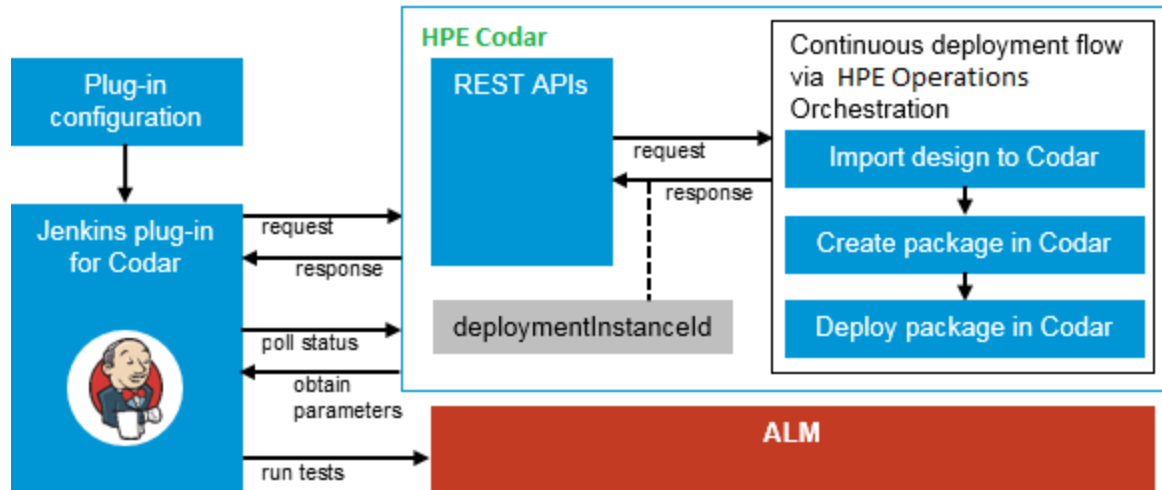 Plug-in
configuration
Jenkins plug-in
for Codar
request
response
poll status
obtain
parameters
run tests
HPE Codar
REST APIs
request
response
deploymentInstanceId
Continuous deployment flow
via HPE Operations
Orchestration
Import design to Codar
Create package in Codar
Deploy package in Codar
ALM